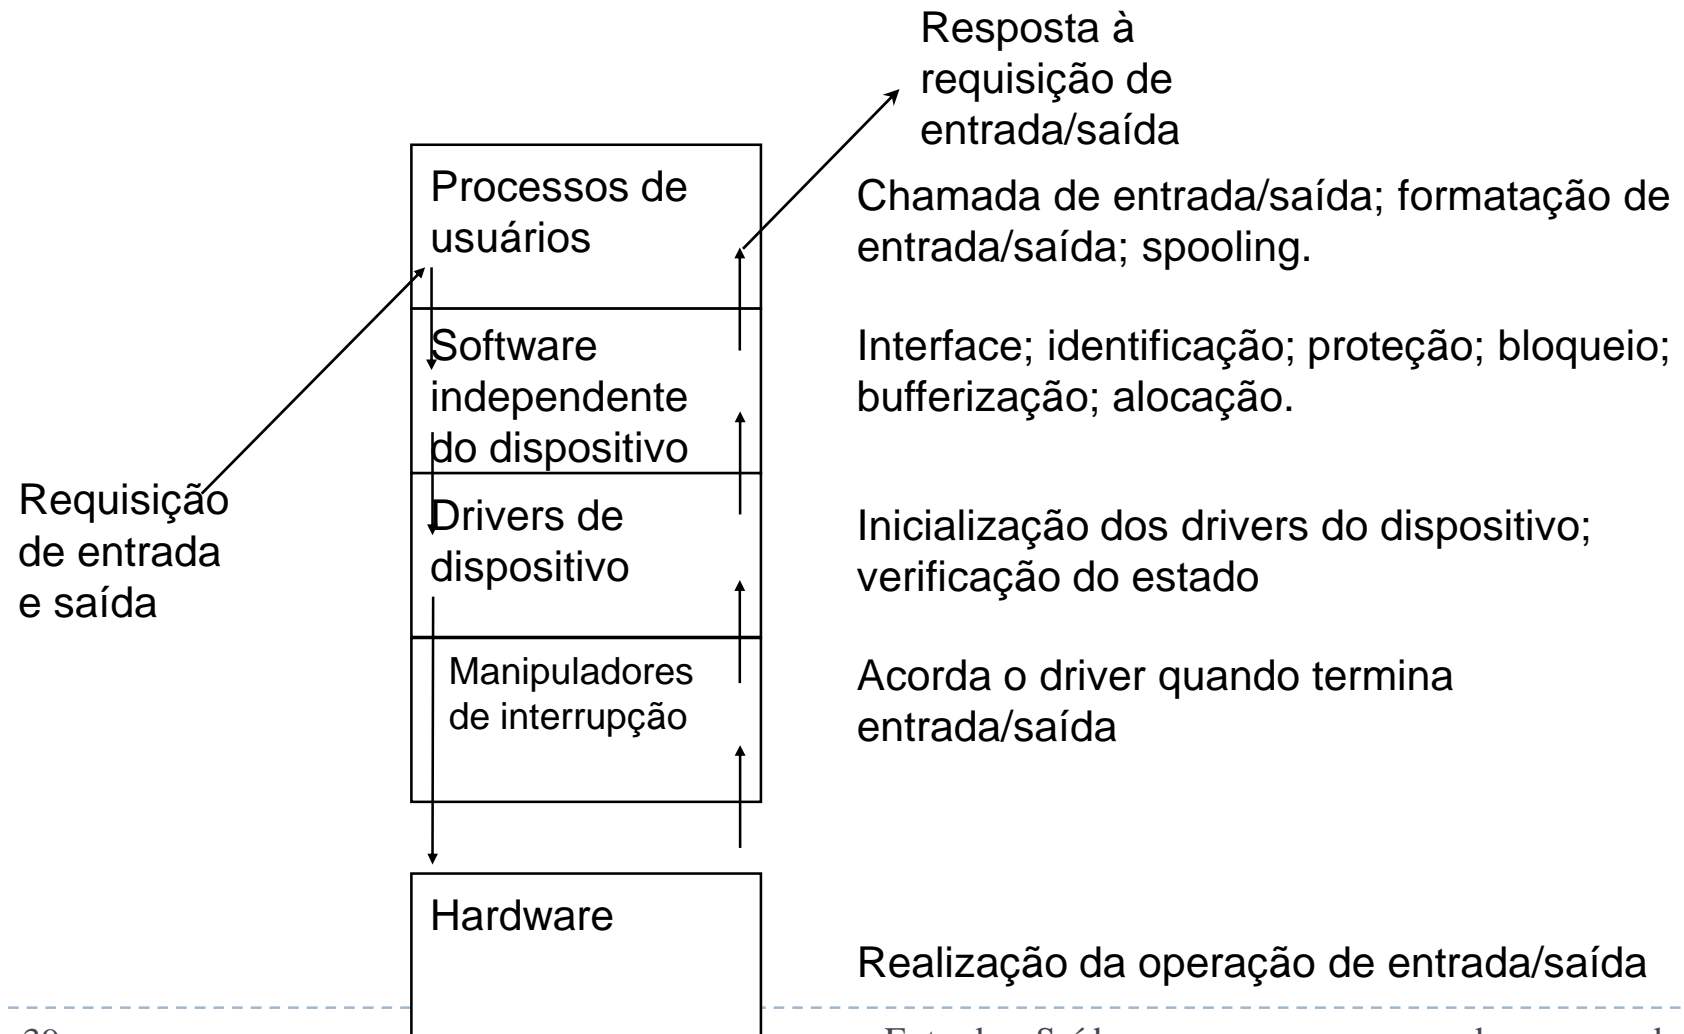 Resposta à
requisição de
entrada/saída
Processos de
usuários
Chamada de entrada/saída; formatação de
entrada/saída; spooling.
Software
independente
do dispositivo
Interface; identificação; proteção; bloqueio;
bufferização; alocação.
Requisição
de entrada
e saída
Drivers de
dispositivo
Inicialização dos drivers do dispositivo;
verificação do estado
Manipuladores
de interrupção
Acorda o driver quando termina
entrada/saída
Hardware
Realização da operação de entrada/saída